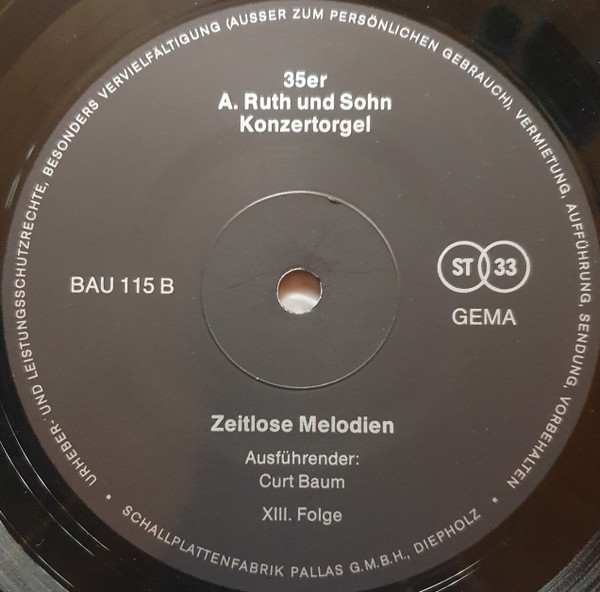 URHEBER- UND LEISTUNGSSCHUTZRECHTE, BESONDERS VERVIELFÄLTIGUNG (AUSSER ZUM PERSÖNLICHEN GEBRAUCH), VERMIETUNG, AUFFÜHRUNG, SENDUNG, VORBEHALTEN
35er
A. Ruth und Sohn
Konzertorgel
BAU 115 B
ST 33
GEMA
Zeitlose Melodien
Ausführender:
Curt Baum
XIII. Folge
• SCHALLPLATTENFABRIK PALLAS G.M.B.H., DIEPHOLZ •